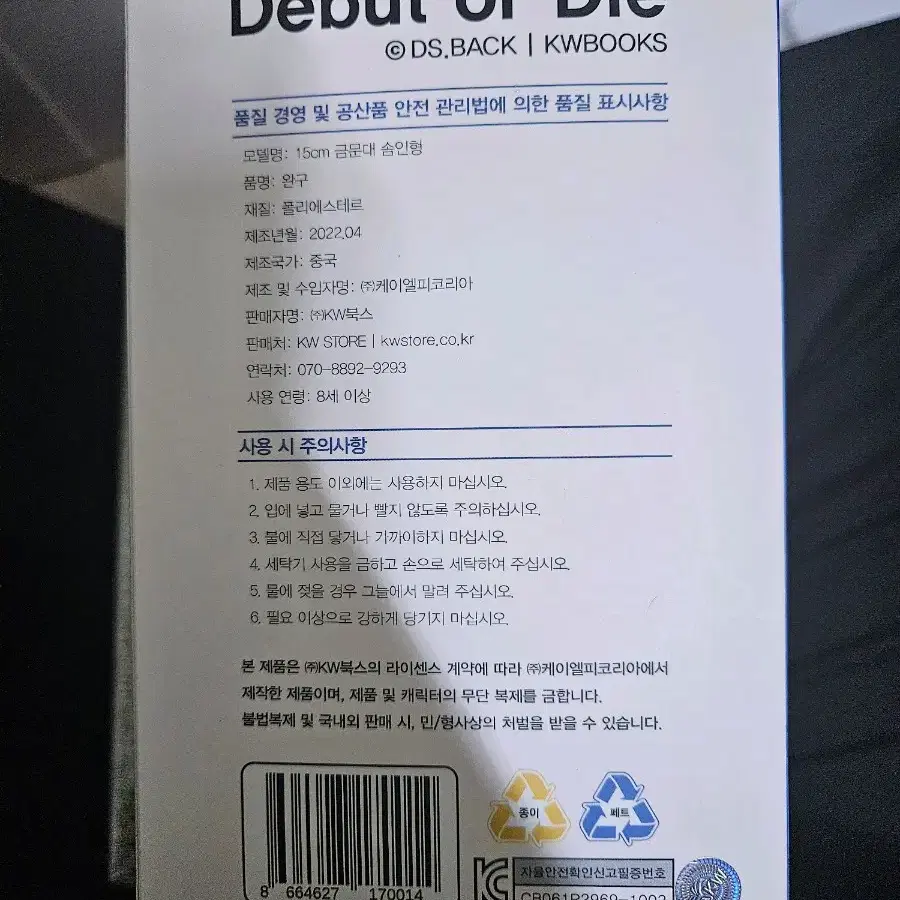 Debut or Die
© DS.BACK | KWBOOKS
품질 경영 및 공산품 안전 관리법에 의한 품질 표시사항
모델명: 15cm 금문대 솜인형
품명: 완구
재질: 폴리에스테르
제조년월: 2022.04
제조국가: 중국
제조 및 수입자명: ㈜케이엘피코리아
판매자명: ㈜KW북스
판매처: KW STORE | kwstore.co.kr
연락처: 070-8892-9293
사용 연령: 8세 이상
사용 시 주의사항
1. 제품 용도 이외에는 사용하지 마십시오.
2. 입에 넣고 물거나 빨지 않도록 주의하십시오.
3. 불에 직접 닿거나 가까이하지 마십시오.
4. 세탁기 사용을 금하고 손으로 세탁하여 주십시오.
5. 물에 젖을 경우 그늘에서 말려 주십시오.
6. 필요 이상으로 강하게 당기지 마십시오.
본 제품은 ㈜KW북스의 라이센스 계약에 따라 ㈜케이엘피코리아에서
제작한 제품이며, 제품 및 캐릭터의 무단 복제를 금합니다.
불법복제 및 국내외 판매 시, 민/형사상의 처벌을 받을 수 있습니다.
종이 페트
자율안전확인신고필증번호
8 664627 170014
KW